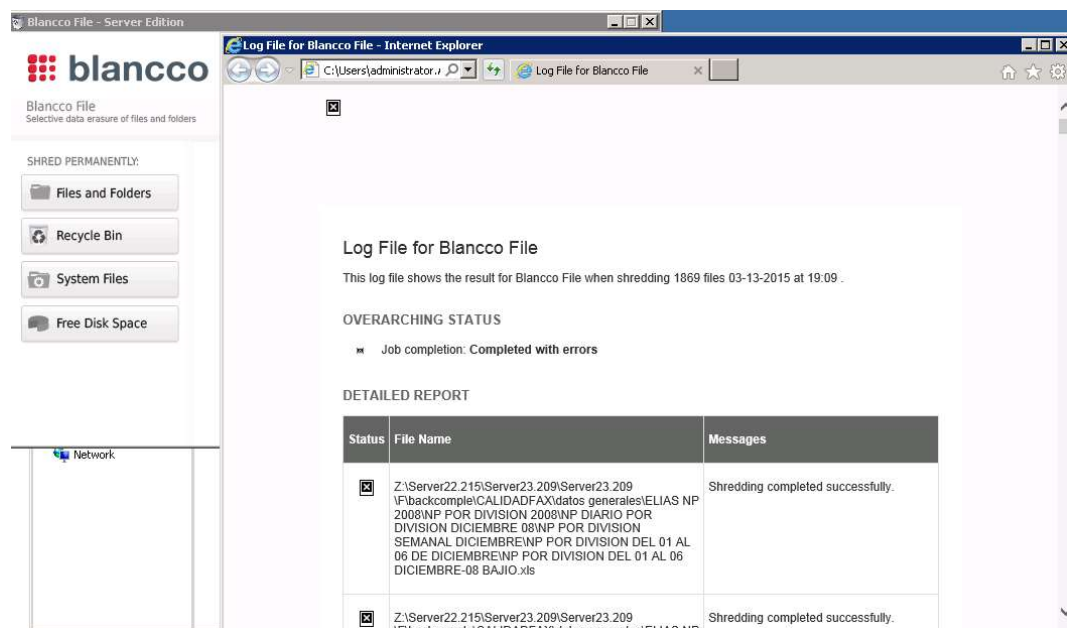 Blancco File - Server Edition
Log File for Blancco File - Internet Explorer
blancco
C:\Users\administrator.
Log File for Blancco File
Blancco File
Selective data erasure of files and folders
SHRED PERMANENTLY:
Files and Folders
Recycle Bin
System Files
Free Disk Space
Network
Log File for Blancco File
This log file shows the result for Blancco File when shredding 1869 files 03-13-2015 at 19:09 .
OVERARCHING STATUS
Job completion: Completed with errors
DETAILED REPORT
Status File Name Messages
Z:\Server22.215\Server23.209\Server23.209
\F\backcomple\CALIDADFAX\datos generales\ELIAS NP
2008\NP POR DIVISION 2008\NP DIARIO POR
DIVISION DICIEMBRE 08\NP POR DIVISION
SEMANAL DICIEMBRE\NP POR DIVISION DEL 01 AL
06 DE DICIEMBRE\NP POR DIVISION DEL 01 AL 06
DICIEMBRE-08 BAJIO.xls
Shredding completed successfully.
Z:\Server22.215\Server23.209\Server23.209
Shredding completed successfully.